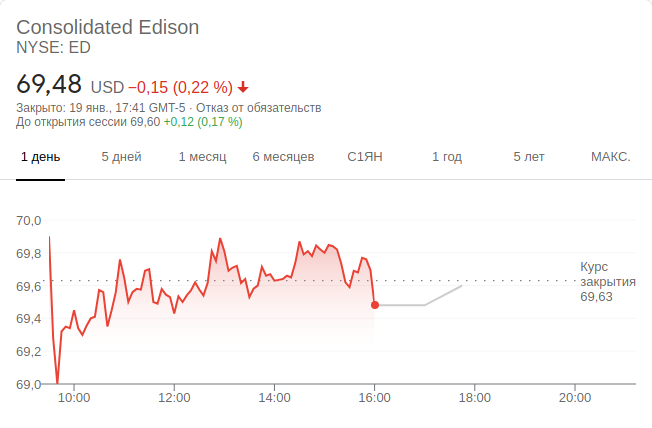 Consolidated Edison
NYSE: ED
69,48 USD −0,15 (0,22 %)
Закрыто: 19 янв., 17:41 GMT-5 · Отказ от обязательств
До открытия сессии 69,60 +0,12 (0,17 %)
1 день 5 дней 1 месяц 6 месяцев С1ЯН 1 год 5 лет МАКС.
70,0
69,8
Курс
закрытия
69,63
69,6
69,4
69,2
69,0
10:00 12:00 14:00 16:00 18:00 20:00